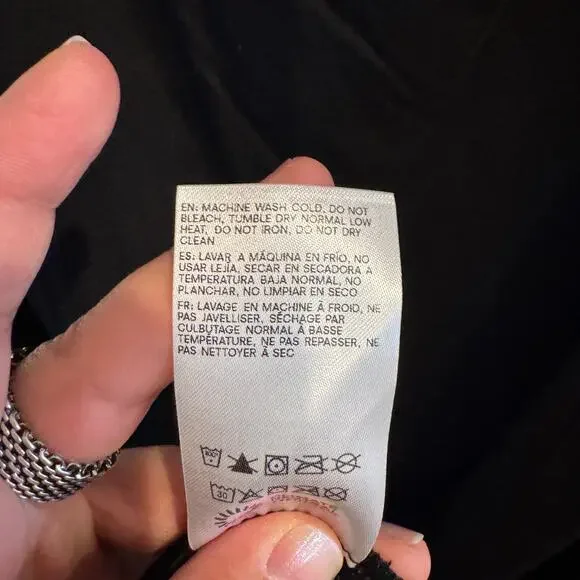 EN: MACHINE WASH COLD, DO NOT
BLEACH, TUMBLE DRY NORMAL LOW
HEAT, DO NOT IRON, DO NOT DRY
CLEAN
ES: LAVAR A MÁQUINA EN FRÍO, NO
USAR LEJÍA, SECAR EN SECADORA A
TEMPERATURA BAJA NORMAL, NO
PLANCHAR, NO LIMPIAR EN SECO
FR: LAVAGE EN MACHINE À FROID, NE
PAS JAVELLISER, SÉCHAGE PAR
CULBUTAGE NORMAL À BASSE
TEMPÉRATURE, NE PAS REPASSER, NE
PAS NETTOYER À SEC
30